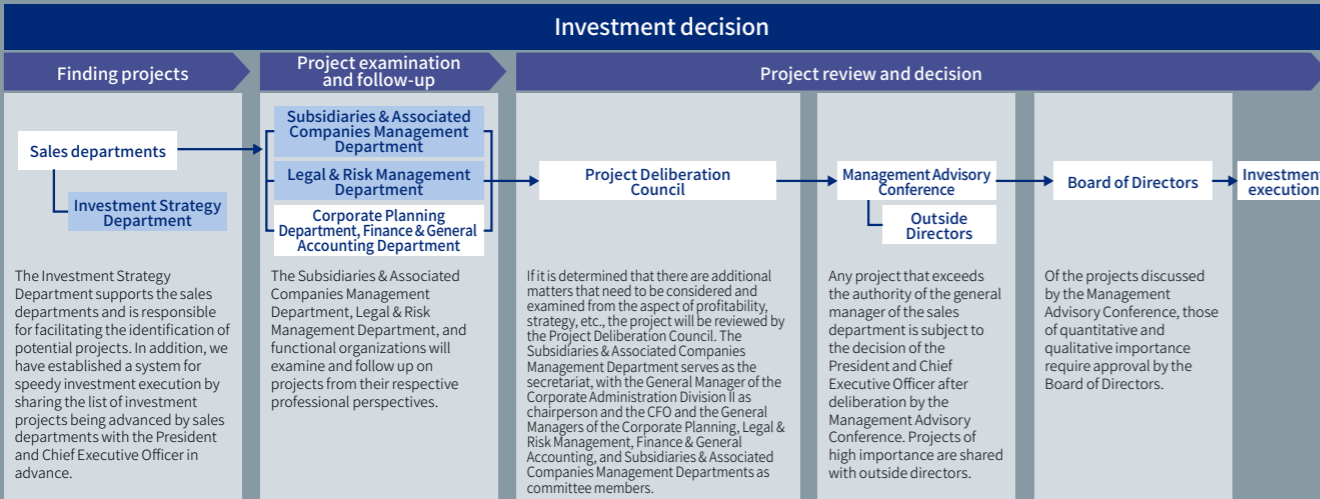 Investment decision
Finding projects
Project examination
and follow-up
Project review and decision
Sales departments
Investment Strategy
Department
The Investment Strategy
Department supports the sales
departments and is responsible
for facilitating the identification of
potential projects. In addition, we
have established a system for
speedy investment execution by
sharing the list of investment
projects being advanced by sales
departments with the President
and Chief Executive Officer in
advance.
Subsidiaries & Associated
Companies Management
Department
Legal & Risk Management
Department
Corporate Planning
Department, Finance & General
Accounting Department
The Subsidiaries & Associated
Companies Management
Department, Legal & Risk
Management Department, and
functional organizations will
examine and follow up on
projects from their respective
professional perspectives.
Project Deliberation
Council
If it is determined that there are additional
matters that need to be considered and
examined from the aspect of profitability,
strategy, etc., the project will be reviewed by
the Project Deliberation Council. The
Subsidiaries & Associated Companies
Management Department serves as the
secretariat, with the General Manager of the
Corporate Administration Division II as
chairperson and the CFO and the General
Managers of the Corporate Planning, Legal &
Risk Management, Finance & General
Accounting, and Subsidiaries & Associated
Companies Management Departments as
committee members.
Management Advisory
Conference
Outside
Directors
Any project that exceeds
the authority of the general
manager of the sales
department is subject to
the decision of the
President and Chief
Executive Officer after
deliberation by the
Management Advisory
Conference. Projects of
high importance are shared
with outside directors.
Board of Directors
Of the projects discussed
by the Management
Advisory Conference, those
of quantitative and
qualitative importance
require approval by the
Board of Directors.
Investment
execution